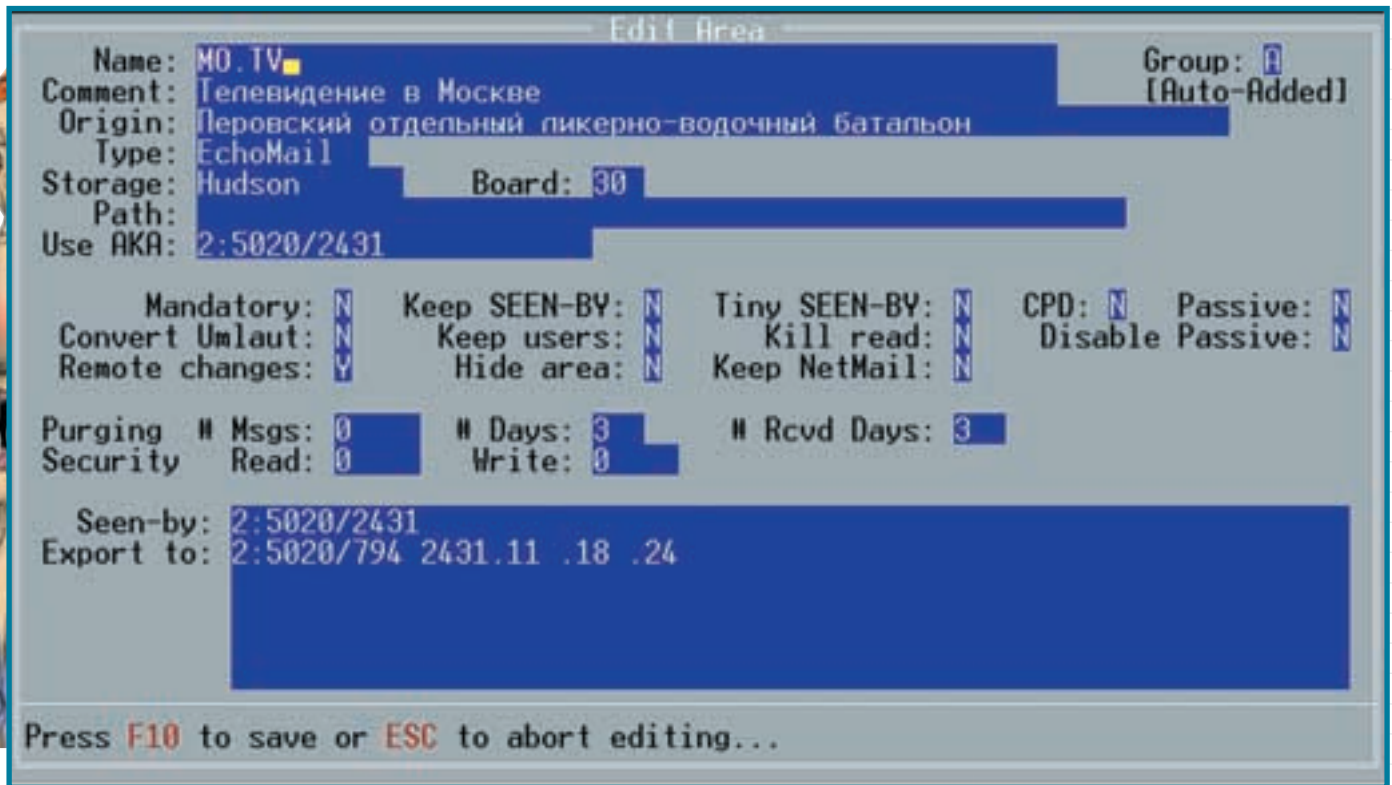 Edit Area
Name: MO.TV Group: A
Comment: Телевидение в Москве [Auto-Added]
Origin: Перовский отдельный ликерно-водочный батальон
Type: EchoMail
Storage: Hudson Board: 30
Path:
Use AKA: 2:5020/2431
Mandatory: N Keep SEEN-BY: N Tiny SEEN-BY: N CPD: N Passive: N
Convert Umlaut: N Keep users: N Kill read: N Disable Passive: N
Remote changes: Y Hide area: N Keep NetMail: N
Purging # Msgs: 0 # Days: 3 # Rcvd Days: 3
Security Read: 0 Write: 0
Seen-by: 2:5020/2431
Export to: 2:5020/794 2431.11 .18 .24
Press F10 to save or ESC to abort editing...